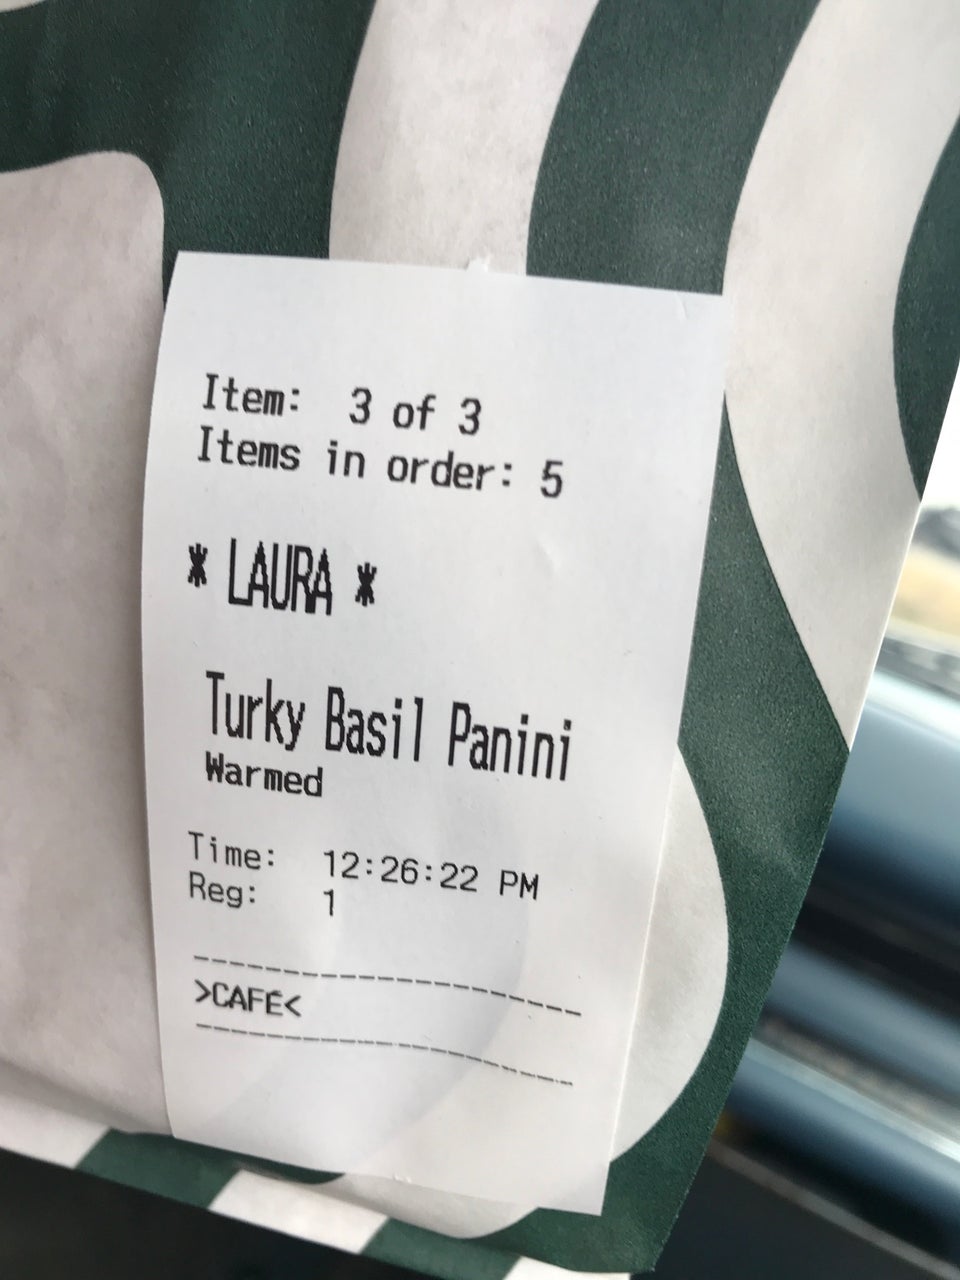 Item: 3 of 3
Items in order: 5
* LAURA *
Turky Basil Panini
Warmed
Time: 12:26:22 PM
Reg: 1
>CAFÉ<